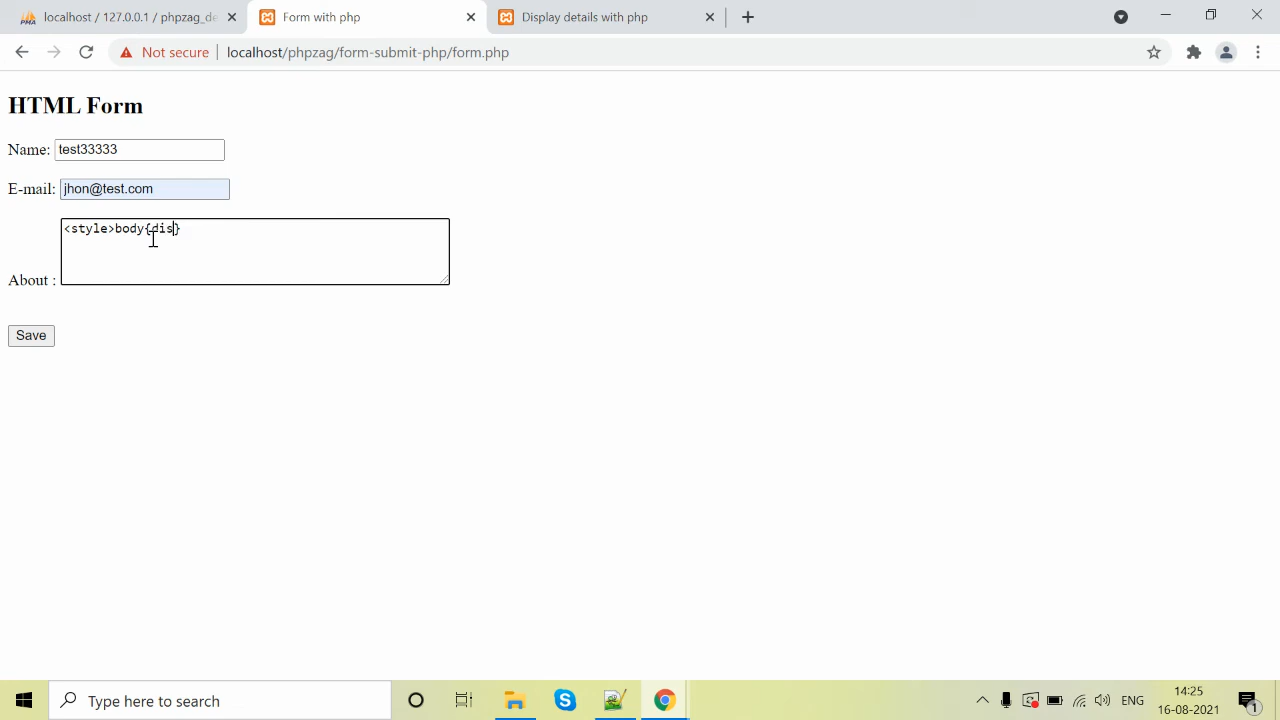 localhost / 127.0.0.1 / phpzag_de
Form with php
Display details with php
Not secure
localhost/phpzag/form-submit-php/form.php
HTML Form
Name: test33333
E-mail: jhon@test.com
<style>body{dis}
About :
Save
Type here to search
ENG
14:25
16-08-2021
1